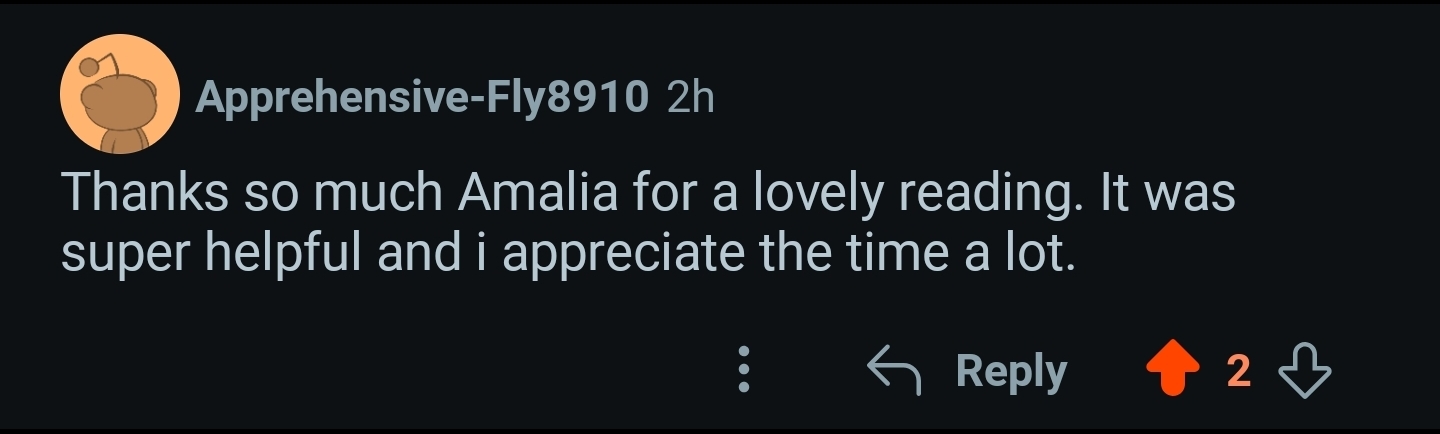 Apprehensive-Fly8910 2h
Thanks so much Amalia for a lovely reading. It was
super helpful and i appreciate the time a lot.
Reply 2